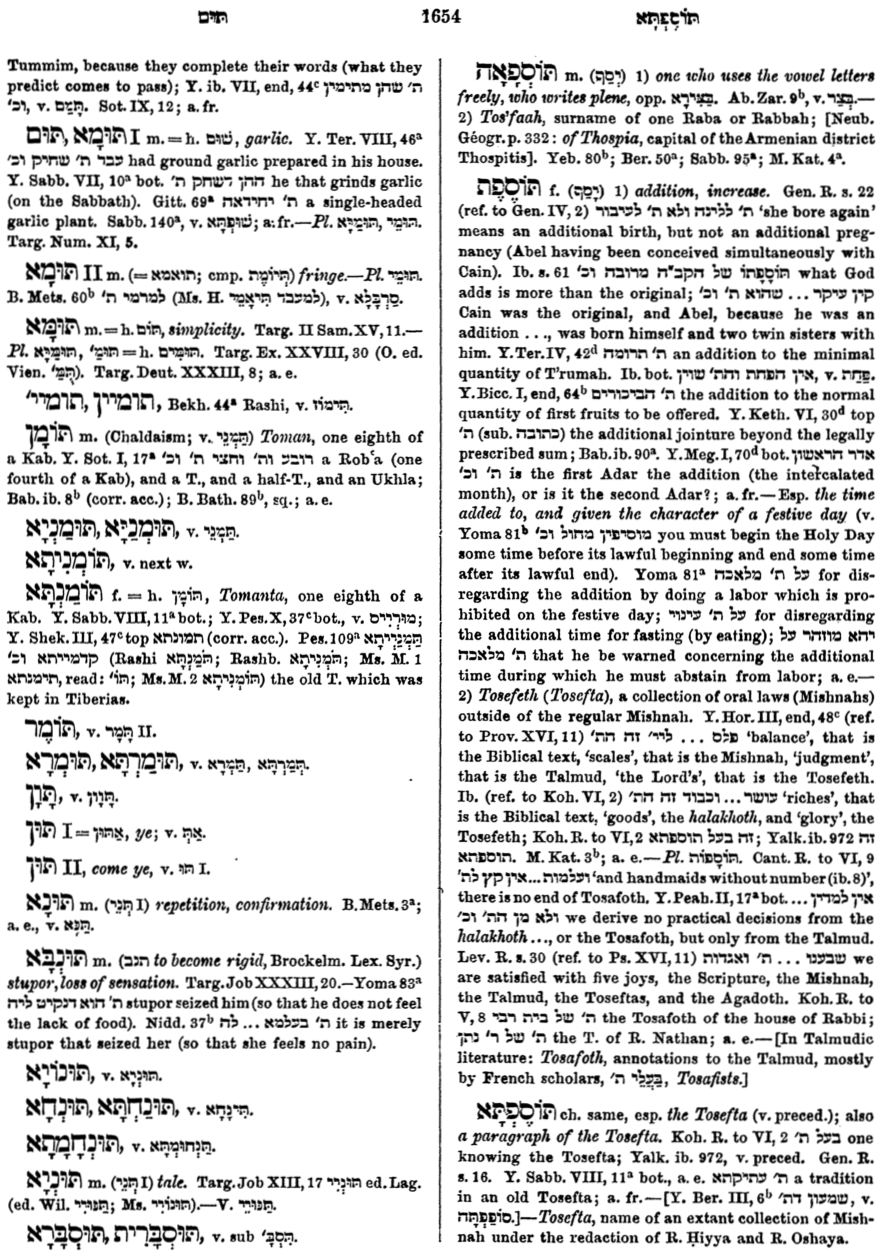 תּוּם 1654 תּוֹסֶפְתָּא
Tummim, because they complete their words (what they
predict comes to pass); Y. ib. VII, end, 44ᶜ ת׳ שהן מתימין
וכ׳, v. תָּמַם. Sot. IX, 12; a. fr.
תּוּמָא, תּוּם I m.=h. שׁוּם, garlic. Y. Ter. VIII, 46ᵃ
עבד ת׳ שחיק וכ׳ had ground garlic prepared in his house.
Y. Sabb. VII, 10ᵃ bot. ההן דשחק ת׳ he that grinds garlic
(on the Sabbath). Gitt. 69ᵃ ת׳ יחידאה a single-headed
garlic plant. Sabb. 140ᵃ, v. שׁוּפְתָּא; a. fr.—Pl. תּוּמֵי, תּוּמַיָּא.
Targ. Num. XI, 5.
תּוּמָא II m. (=תואמא; cmp. תְּיוֹמֶת) fringe.—Pl. תּוּמֵי.
B. Mets. 60ᵇ למרמי ת׳ (Ms. H. למעבד תִּיאֲמֵי), v. סַרְבָּלָא.
תּוּמָּא m.=h. תּוֹם, simplicity. Targ. II Sam. XV, 11.—
Pl. תּוּמַּיָּא, תּוּמֵּי׳=h. תּוּמִּים. Targ. Ex. XXVIII, 30 (O. ed.
Vien. תֻּמַּ׳). Targ. Deut. XXXIII, 8; a. e.
תומיין, תומיי׳, Bekh. 44ᵃ Rashi, v. תִּימוֹז.
תּוֹמָן m. (Chaldaism; v. תְּמָנֵי) Toman, one eighth of
a Kab. Y. Sot. I, 17ᵃ רובע ות׳ וחצי ת׳ וכ׳ a Robʿa (one
fourth of a Kab), and a T., and a half-T., and an Ukhla;
Bab. ib. 8ᵇ (corr. acc.); B. Bath. 89ᵇ, sq.; a. e.
תּוּמְנַיָּא, תּוּמְנַיָא, v. תְּמָנֵי.
תּוֹמְנִיתָא, v. next w.
תּוֹמַנְתָּא f.=h. תּוֹמָן, Tomanta, one eighth of a
Kab. Y. Sabb. VIII, 11ᵃ bot.; Y. Pes. X, 37ᶜ bot., v. מוּרְיֵיס;
Y. Shek. III, 47ᶜ top תמונתא (corr. acc.). Pes. 109ᵃ תְּמָנַיְיתָא
קדמייתא וכ׳ (Rashi תֻּמַנְתָּא; Rashb. תֻּמְנִיתָא; Ms. M. 1
תימנתא, read: תּוֹ׳; Ms. M. 2 תּוֹמְנִיתָא) the old T. which was
kept in Tiberias.
תּוֹמֶר, v. תָּמָר II.
תּוּמַרְתָּא, תּוּמְרָא, v. תְּמַרְתָּא, תַּמְרָא.
תָּוֶן, v. תָּוֶון.
תּוּן I=אַתּוּן, ye; v. אַתְּ.
תּוּן II, come ye, v. תּוּ I.
תּוּנָא m. (תְּנֵי I) repetition, confirmation. B. Mets. 3ᵃ;
a. e., v. תַּנָּא.
תּוּנְבָּא m. (תנב to become rigid, Brockelm. Lex. Syr.)
stupor, loss of sensation. Targ. Job XXXIII, 20.—Yoma 83ᵃ
ת׳ הוא דנקיט ליה stupor seized him (so that he does not feel
the lack of food). Nidd. 37ᵇ ת׳ בעלמא ... לה it is merely
stupor that seized her (so that she feels no pain).
תּוּנוֹיָא, v. תּוּנְיָא.
תּוּנַחְתָּא, תּוּנְחָא, v. תִּינָחָא.
תּוּנְחָמְתָּא, v. תַּנְחוּמְתָּא.
תּוּנְיָא m. (תְּנֵי I) tale. Targ. Job XIII, 17 תּוּנְיִי ed. Lag.
(ed. Wil. תַּנּוּיִי; Ms. תּוּנוֹיִי).—V. תַּנּוּיֵי.
תּוּסְבָּרִית, תּוּסְבָּרָא, v. sub תִּסְבָּ׳.
תּוֹסְפָאָה m. (יְסַף) 1) one who uses the vowel letters
freely, who writes plene, opp. בְּצִירָא. Ab. Zar. 9ᵇ, v. בְּצַר.—
2) Tos’faah, surname of one Raba or Rabbah; [Neub.
Géogr. p. 332: of Thospia, capital of the Armenian district
Thospitis]. Yeb. 80ᵇ; Ber. 50ᵃ; Sabb. 95ᵃ; M. Kat. 4ᵃ.
תּוֹסֶפֶת f. (יָסַף) 1) addition, increase. Gen. R. s. 22
(ref. to Gen. IV, 2) ת׳ ללידה ולא ת׳ לעיבור ‘she bore again’
means an additional birth, but not an additional preg-
nancy (Abel having been conceived simultaneously with
Cain). Ib. s. 61 תּוֹסַפְתּוֹ של הקב״ה מרובה וכ׳ what God
adds is more than the original; קין עיקר ... שהוא ת׳ וכ׳
Cain was the original, and Abel, because he was an
addition . . ., was born himself and two twin sisters with
him. Y. Ter. IV, 42ᵈ ת׳ תרומה an addition to the minimal
quantity of T’rumah. Ib. bot. אין הפחת והת׳ שוין, v. פְּחַת.
Y. Bicc. I, end, 64ᵇ ת׳ הביכורים the addition to the normal
quantity of first fruits to be offered. Y. Keth. VI, 30ᵈ top
ת׳ (sub. כתובה) the additional jointure beyond the legally
prescribed sum; Bab. ib. 90ᵃ. Y. Meg. I, 70ᵈ bot. אדר הראשון
ת׳ וכ׳ is the first Adar the addition (the intercalated
month), or is it the second Adar?; a. fr.—Esp. the time
added to, and given the character of a festive day (v.
Yoma 81ᵇ מוסיפין מחול וכ׳ you must begin the Holy Day
some time before its lawful beginning and end some time
after its lawful end). Yoma 81ᵃ על ת׳ מלאכה for dis-
regarding the addition by doing a labor which is pro-
hibited on the festive day; על ת׳ עינוי for disregarding
the additional time for fasting (by eating); יהא מוזהר על
ת׳ מלאכה that he be warned concerning the additional
time during which he must abstain from labor; a. e.—
2) Tosefeth (Tosefta), a collection of oral laws (Mishnahs)
outside of the regular Mishnah. Y. Hor. III, end, 48ᶜ (ref.
to Prov. XVI, 11) פלס ... ליי׳ זה הת׳ ‘balance’, that is
the Biblical text, ‘scales’, that is the Mishnah, ‘judgment’,
that is the Talmud, ‘the Lord’s’, that is the Tosefeth.
Ib. (ref. to Koh. VI, 2) עושר ... וכבוד זה הת׳ ‘riches’, that
is the Biblical text, ‘goods’, the halakhoth, and ‘glory’, the
Tosefeth; Koh. R. to VI, 2 זה בעל תוספתא; Yalk. ib. 972 זה
תוספתא. M. Kat. 3ᵇ; a. e.—Pl. תּוֹסָפוֹת. Cant. R. to VI, 9
ועלמות ... אין קץ לת׳ ‘and handmaids without number (ib. 8)’,
there is no end of Tosafoth. Y. Peah. II, 17ᵃ bot. אין למדין ...
ולא מן הת׳ וכ׳ we derive no practical decisions from the
halakhoth ..., or the Tosafoth, but only from the Talmud.
Lev. R. s. 30 (ref. to Ps. XVI, 11) שבענו ... ת׳ ואגדות we
are satisfied with five joys, the Scripture, the Mishnah,
the Talmud, the Toseftas, and the Agadoth. Koh. R. to
V, 8 ת׳ של בית רבי the Tosafoth of the house of Rabbi;
ת׳ של ר׳ נתן the T. of R. Nathan; a. e.—[In Talmudic
literature: Tosafoth, annotations to the Talmud, mostly
by French scholars, בַּעֲלֵי ת׳, Tosafists.]
תּוֹסֶפְתָּא ch. same, esp. the Tosefta (v. preced.); also
a paragraph of the Tosefta. Koh. R. to VI, 2 בעל ת׳ one
knowing the Tosefta; Yalk. ib. 972, v. preced. Gen. R.
s. 16. Y. Sabb. VIII, 11ᵃ bot., a. e. ת׳ עתיקתא a tradition
in an old Tosefta; a. fr.—[Y. Ber. III, 6ᵇ שמעון דת׳, v.
סוֹסַפְתָּה.]—Tosefta, name of an extant collection of Mish-
nah under the redaction of R. Ḥiyya and R. Oshaya.